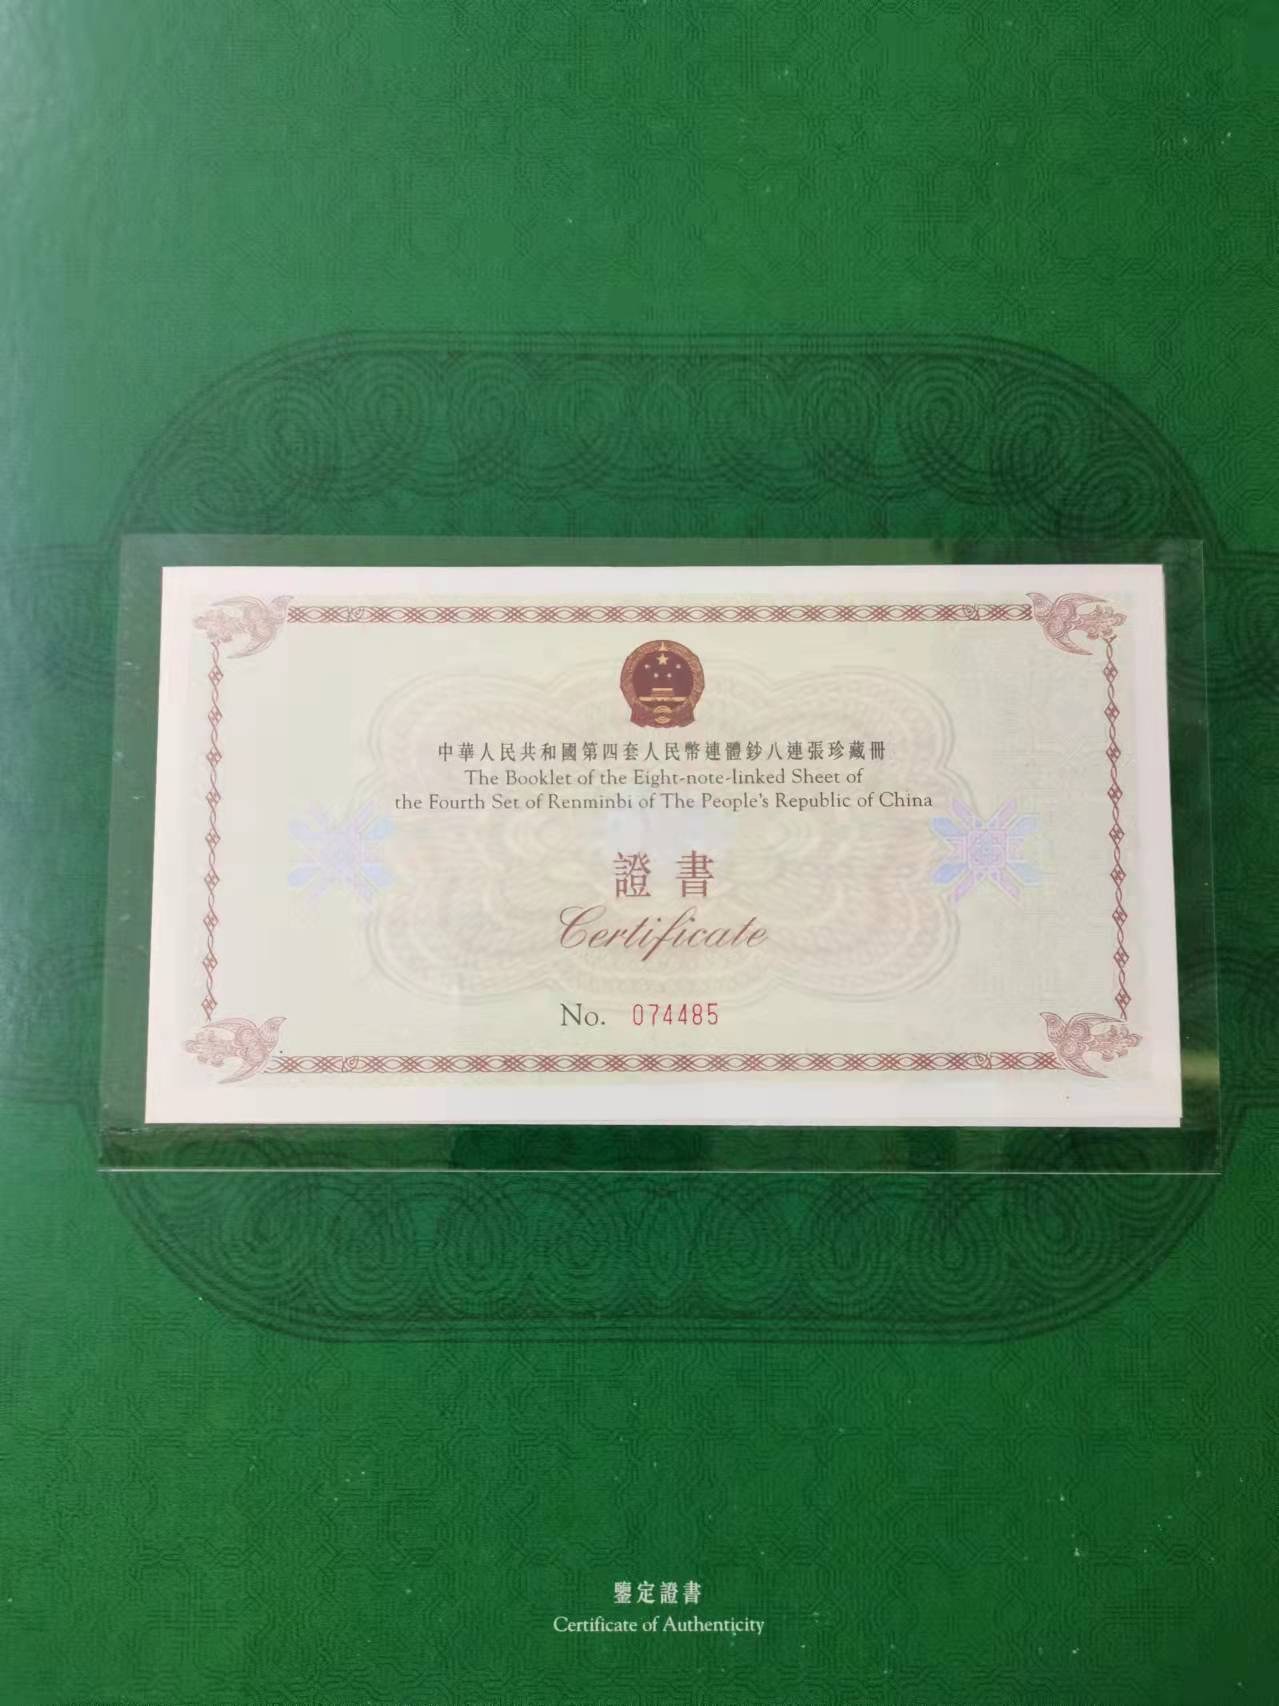 中華人民共和國第四套人民幣連體鈔八連張珍藏冊
The Booklet of the Eight-note-linked Sheet of
the Fourth Set of Renminbi of The People's Republic of China
證書
Certificate
No. 074485
鑒定證書
Certificate of Authenticity